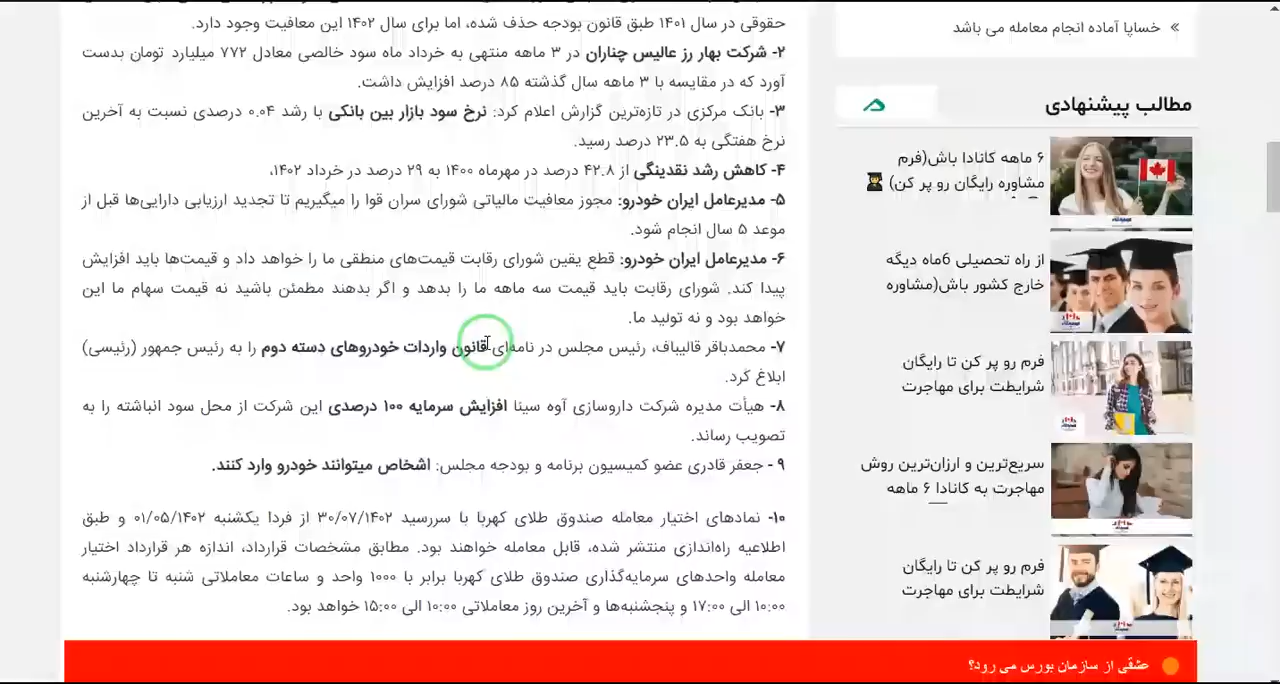 حقوقی در سال ۱۴۰۱ طبق قانون بودجه حذف شده، اما برای سال ۱۴۰۲ این معافیت وجود دارد.
۲- شرکت بهار رز عالیس چناران در ۳ ماهه منتهی به خرداد ماه سود خالصی معادل ۷۷۲ میلیارد تومان بدست
آورد که در مقایسه با ۳ ماهه سال گذشته ۸۵ درصد افزایش داشت.
۳- بانک مرکزی در تازه‌ترین گزارش اعلام کرد: نرخ سود بازار بین بانکی با رشد ۰.۰۴ درصدی نسبت به آخرین
نرخ هفتگی به ۲۳.۵ درصد رسید.
۴- کاهش رشد نقدینگی از ۴۲.۸ درصد در مهرماه ۱۴۰۰ به ۲۹ درصد در خرداد ۱۴۰۲،
۵- مدیرعامل ایران خودرو: مجوز معافیت مالیاتی شورای سران قوا را میگیریم تا تجدید ارزیابی دارایی‌ها قبل از
موعد ۵ سال انجام شود.
۶- مدیرعامل ایران خودرو: قطع یقین شورای رقابت قیمت‌های منطقی ما را خواهد داد و قیمت‌ها باید افزایش
پیدا کند. شورای رقابت باید قیمت سه ماهه ما را بدهد و اگر بدهند مطمئن باشید نه قیمت سهام ما این
خواهد بود و نه تولید ما.
۷- محمدباقر قالیباف، رئیس مجلس در نامه‌ای قانون واردات خودروهای دسته دوم را به رئیس جمهور (رئیسی)
ابلاغ کرد.
۸- هیأت مدیره شرکت داروسازی آوه سینا افزایش سرمایه ۱۰۰ درصدی این شرکت از محل سود انباشته را به
تصویب رساند.
۹ - جعفر قادری عضو کمیسیون برنامه و بودجه مجلس: اشخاص میتوانند خودرو وارد کنند.
۱۰- نمادهای اختیار معامله صندوق طلای کهربا با سررسید ۳۰/۰۷/۱۴۰۲ از فردا یکشنبه ۰۱/۰۵/۱۴۰۲ و طبق
اطلاعیه راه‌اندازی منتشر شده، قابل معامله خواهند بود. مطابق مشخصات قرارداد، اندازه هر قرارداد اختیار
معامله واحدهای سرمایه‌گذاری صندوق طلای کهربا برابر با ۱۰۰۰ واحد و ساعات معاملاتی شنبه تا چهارشنبه
۱۰:۰۰ الی ۱۷:۰۰ و پنجشنبه‌ها و آخرین روز معاملاتی ۱۰:۰۰ الی ۱۵:۰۰ خواهد بود.
عشقی از سازمان بورس می رود؟
» خساپا آماده انجام معامله می باشد
مطالب پیشنهادی
۶ ماهه کانادا باش(فرم
مشاوره رایگان رو پر کن)
از راه تحصیلی 6ماه دیگه
خارج کشور باش(مشاوره
فرم رو پر کن تا رایگان
شرایطت برای مهاجرت
سریع‌ترین و ارزان‌ترین روش
مهاجرت به کانادا ۶ ماهه
فرم رو پر کن تا رایگان
شرایطت برای مهاجرت